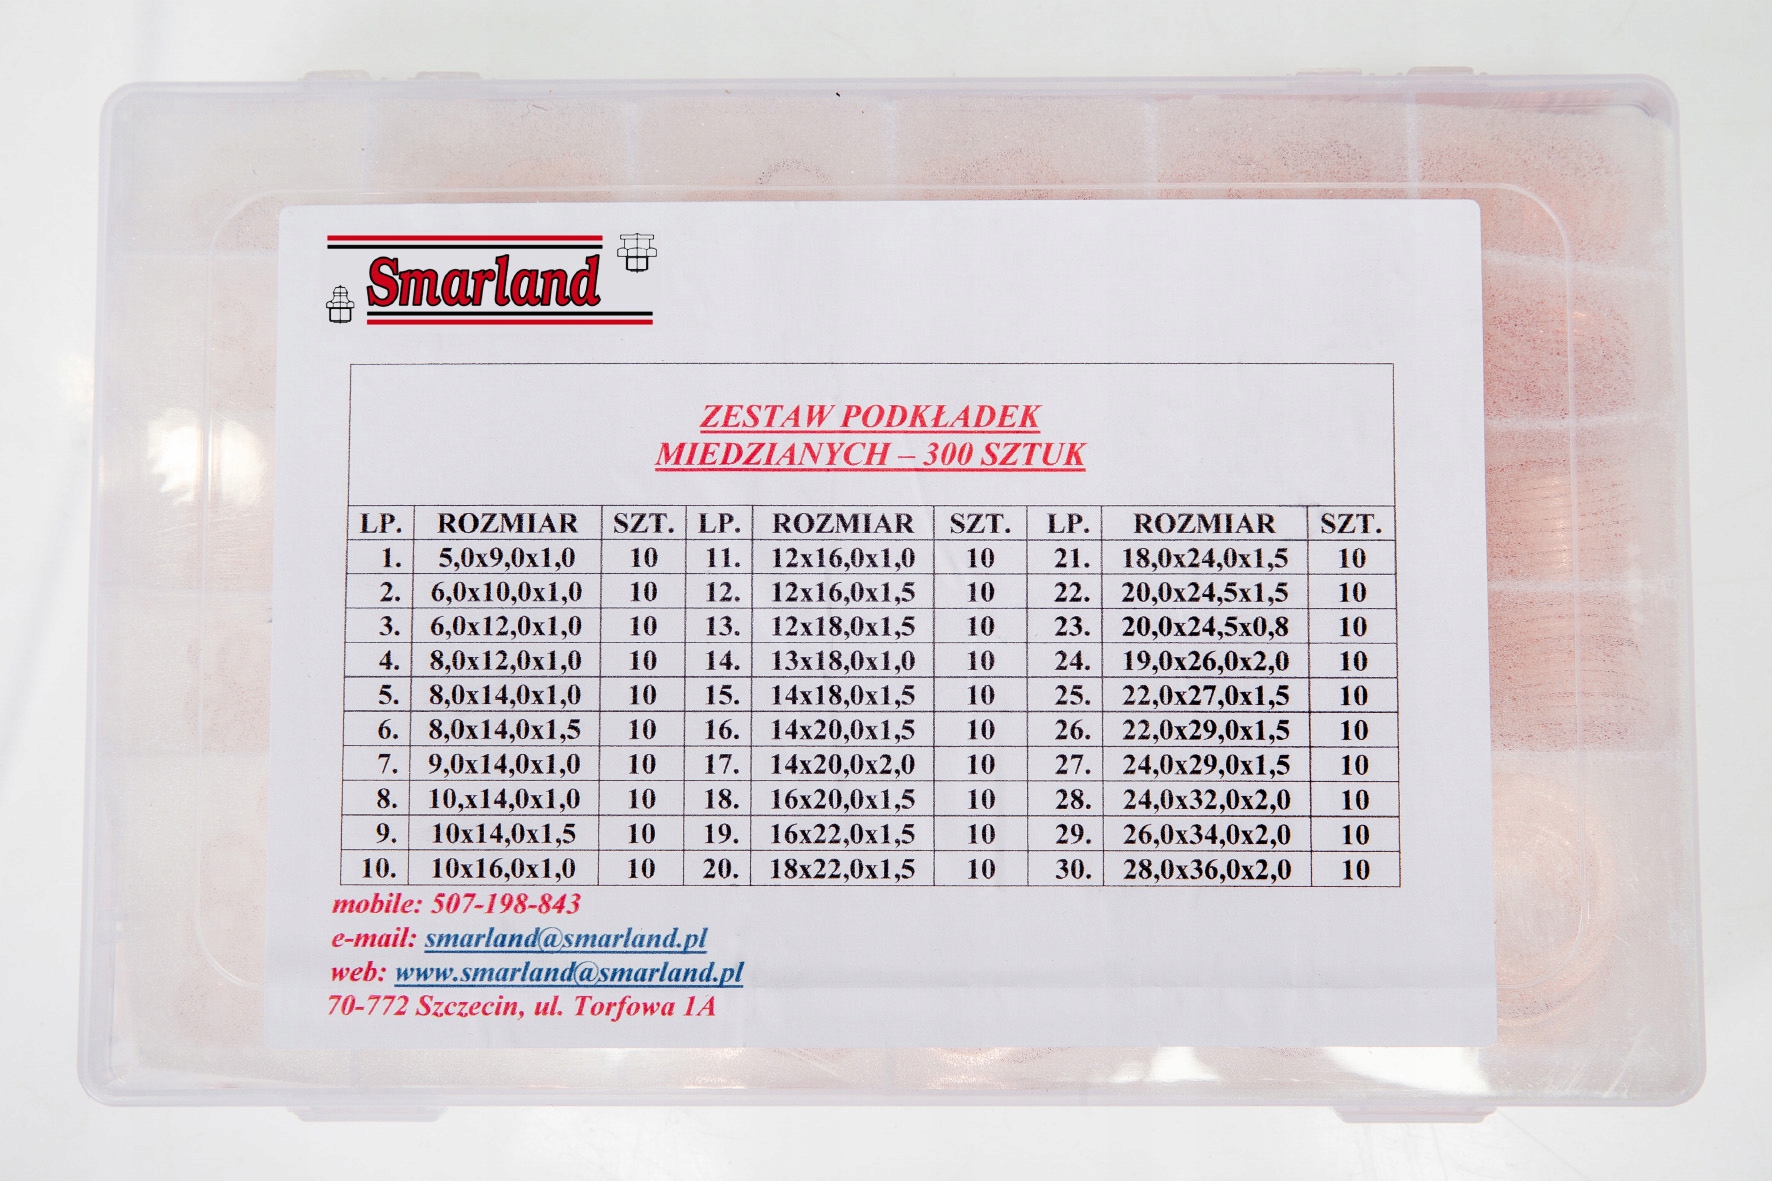 Smarland
ZESTAW PODKŁADEK
MIEDZIANYCH – 300 SZTUK
LP. ROZMIAR SZT. LP. ROZMIAR SZT. LP. ROZMIAR SZT.
1. 5,0x9,0x1,0 10 11. 12x16,0x1,0 10 21. 18,0x24,0x1,5 10
2. 6,0x10,0x1,0 10 12. 12x16,0x1,5 10 22. 20,0x24,5x1,5 10
3. 6,0x12,0x1,0 10 13. 12x18,0x1,5 10 23. 20,0x24,5x0,8 10
4. 8,0x12,0x1,0 10 14. 13x18,0x1,0 10 24. 19,0x26,0x2,0 10
5. 8,0x14,0x1,0 10 15. 14x18,0x1,5 10 25. 22,0x27,0x1,5 10
6. 8,0x14,0x1,5 10 16. 14x20,0x1,5 10 26. 22,0x29,0x1,5 10
7. 9,0x14,0x1,0 10 17. 14x20,0x2,0 10 27. 24,0x29,0x1,5 10
8. 10,x14,0x1,0 10 18. 16x20,0x1,5 10 28. 24,0x32,0x2,0 10
9. 10x14,0x1,5 10 19. 16x22,0x1,5 10 29. 26,0x34,0x2,0 10
10. 10x16,0x1,0 10 20. 18x22,0x1,5 10 30. 28,0x36,0x2,0 10
mobile: 507-198-843
e-mail: smarland@smarland.pl
web: www.smarland@smarland.pl
70-772 Szczecin, ul. Torfowa 1A